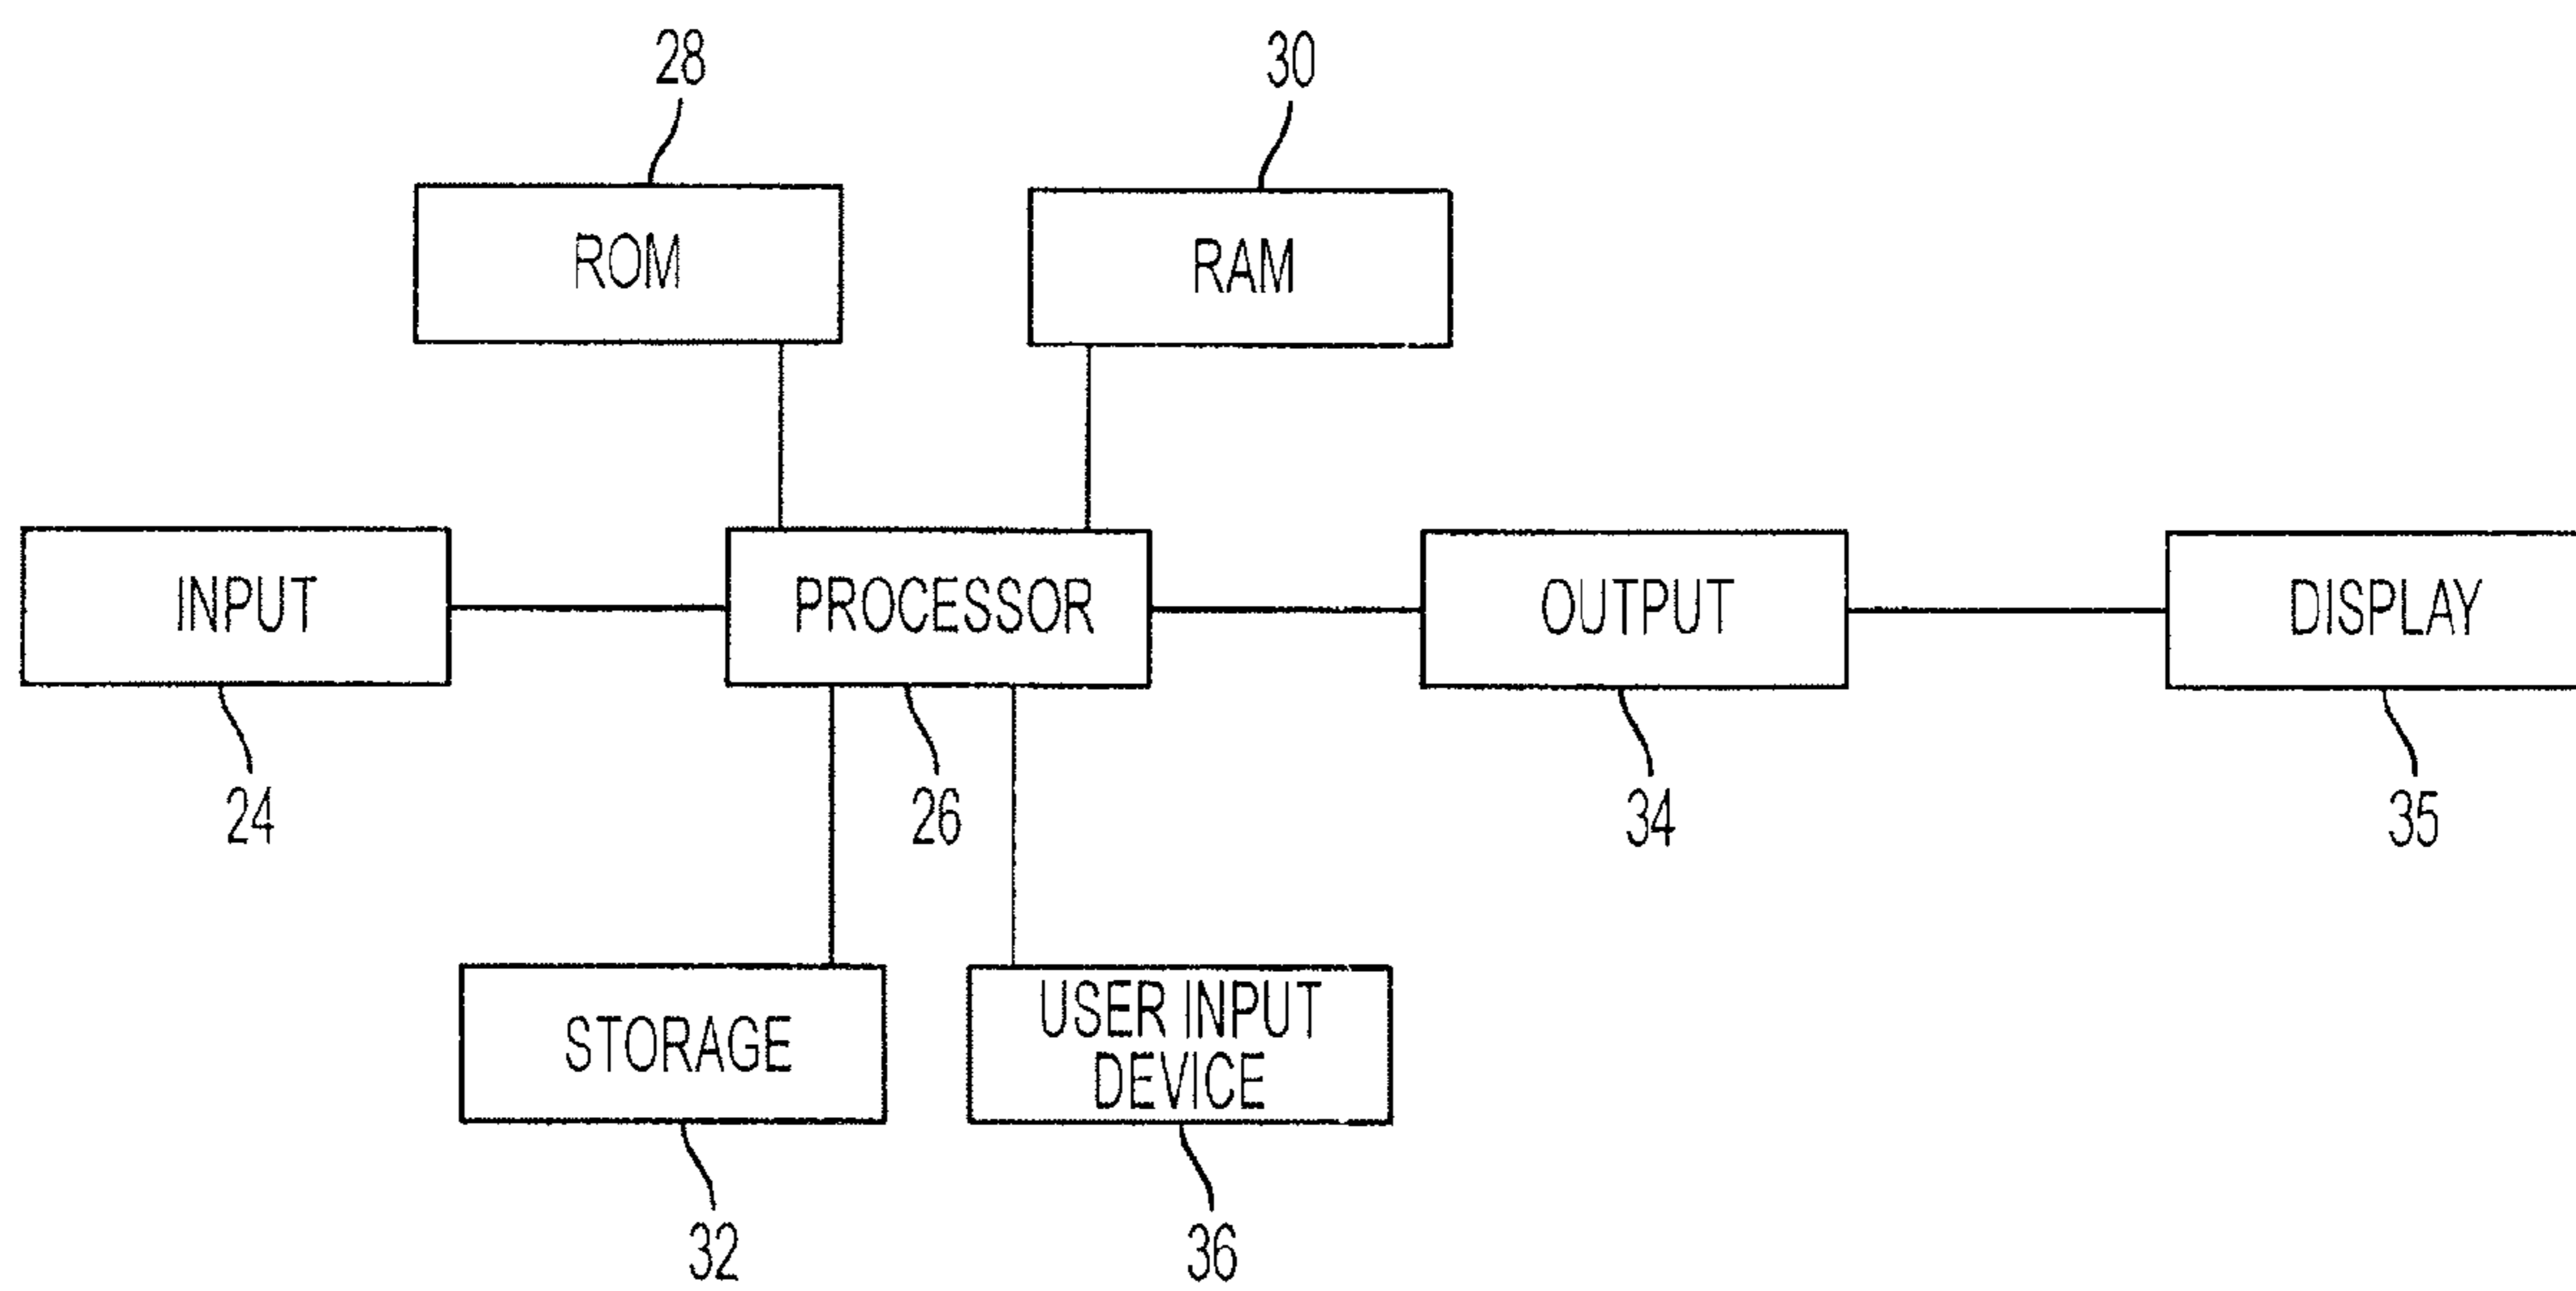 28
30
ROM
RAM
INPUT
PROCESSOR
OUTPUT
DISPLAY
24
26
34
35
STORAGE
USER INPUT
DEVICE
32
36